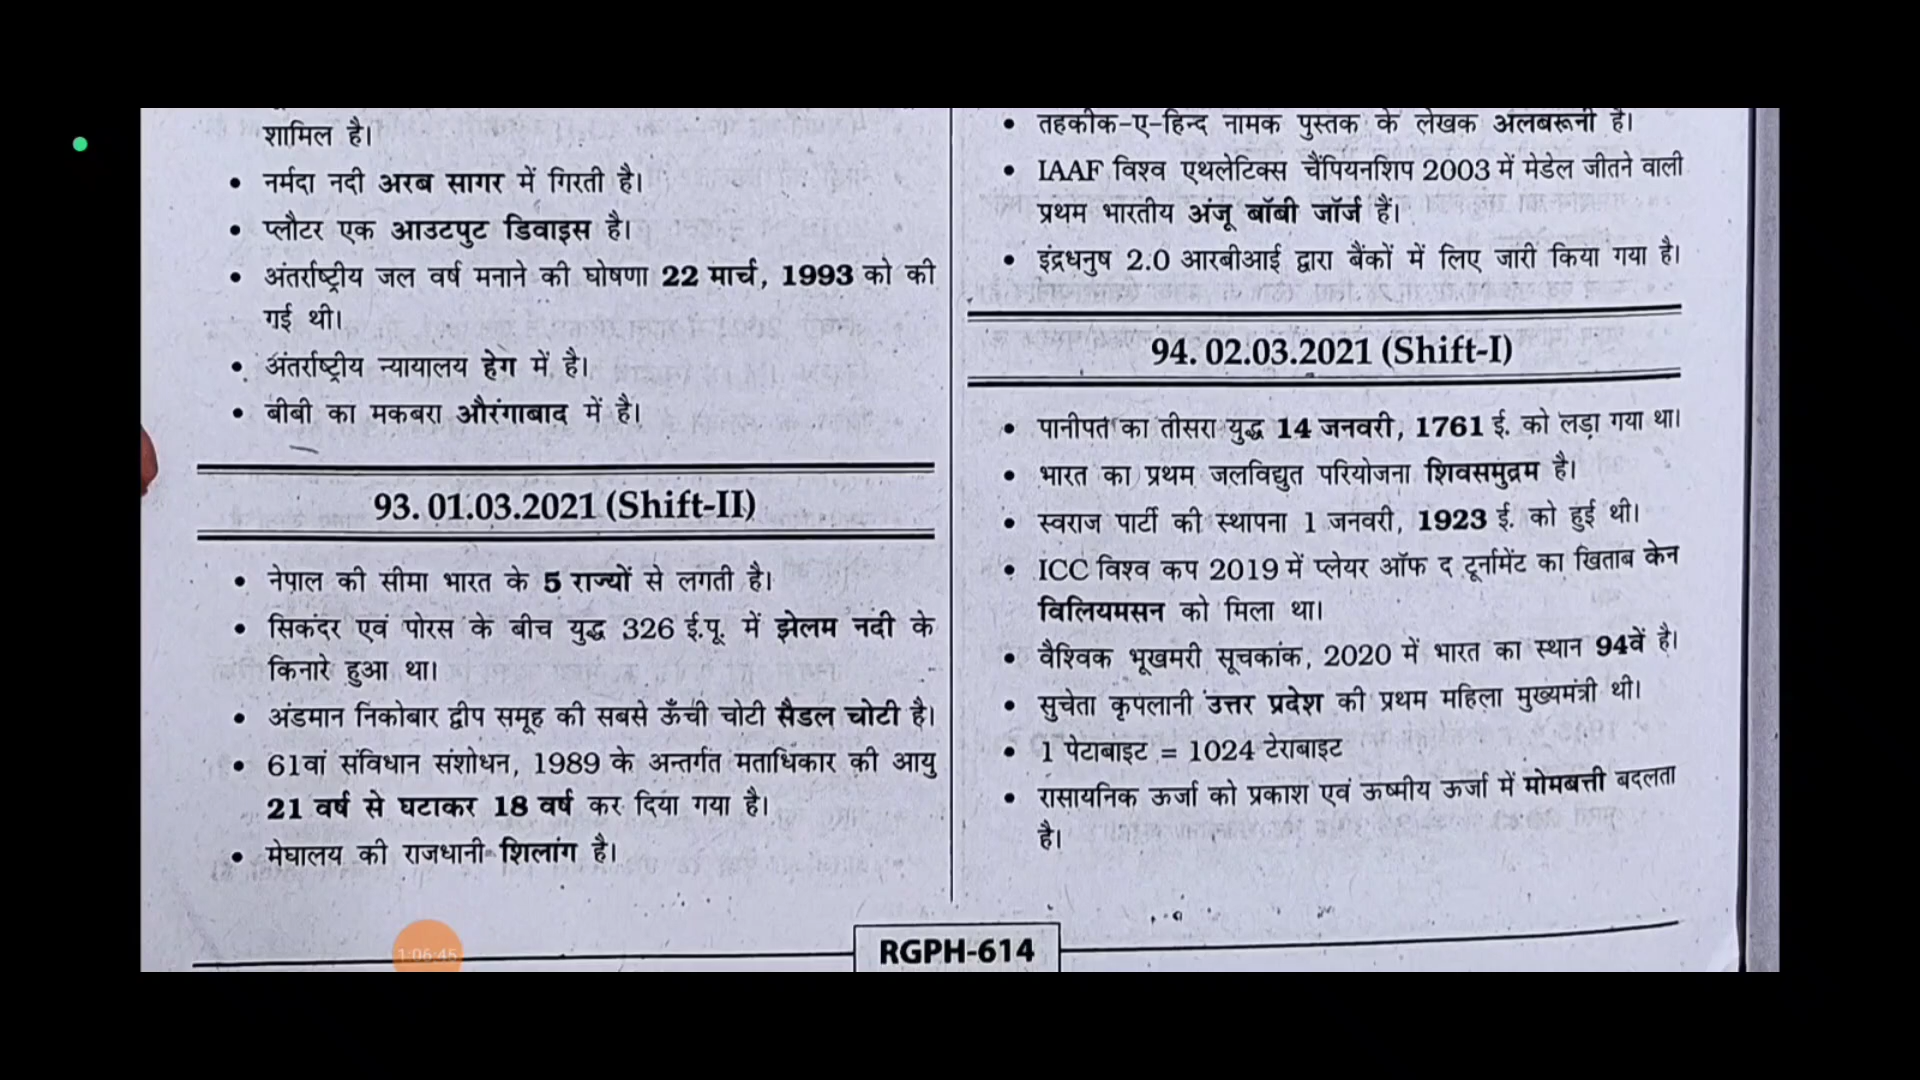 शामिल है।
• नर्मदा नदी अरब सागर में गिरती है।
• प्लौटर एक आउटपुट डिवाइस है।
• अंतर्राष्ट्रीय जल वर्ष मनाने की घोषणा 22 मार्च, 1993 को की
गई थी।
• अंतर्राष्ट्रीय न्यायालय हेग में है।
• बीबी का मकबरा औरंगाबाद में है।
93. 01.03.2021 (Shift-II)
• नेपाल की सीमा भारत के 5 राज्यों से लगती है।
• सिकंदर एवं पोरस के बीच युद्ध 326 ई.पू. में झेलम नदी के
किनारे हुआ था।
• अंडमान निकोबार द्वीप समूह की सबसे ऊँची चोटी सैडल चोटी है।
• 61वां संविधान संशोधन, 1989 के अन्तर्गत मताधिकार की आयु
21 वर्ष से घटाकर 18 वर्ष कर दिया गया है।
• मेघालय की राजधानी शिलांग है।
• तहकीक-ए-हिन्द नामक पुस्तक के लेखक अलबरूनी है।
• IAAF विश्व एथलेटिक्स चैंपियनशिप 2003 में मेडेल जीतने वाली
प्रथम भारतीय अंजू बॉबी जॉर्ज हैं।
• इंद्रधनुष 2.0 आरबीआई द्वारा बैंकों में लिए जारी किया गया है।
94. 02.03.2021 (Shift-I)
• पानीपत का तीसरा युद्ध 14 जनवरी, 1761 ई. को लड़ा गया था।
• भारत का प्रथम जलविद्युत परियोजना शिवसमुद्रम है।
• स्वराज पार्टी की स्थापना 1 जनवरी, 1923 ई. को हुई थी।
• ICC विश्व कप 2019 में प्लेयर ऑफ द टूर्नामेंट का खिताब केन
विलियमसन को मिला था।
• वैश्विक भूखमरी सूचकांक, 2020 में भारत का स्थान 94वें है।
• सुचेता कृपलानी उत्तर प्रदेश की प्रथम महिला मुख्यमंत्री थी।
• 1 पेटाबाइट = 1024 टेराबाइट
• रासायनिक ऊर्जा को प्रकाश एवं ऊष्मीय ऊर्जा में मोमबत्ती बदलता
है।
1:06:45
RGPH-614